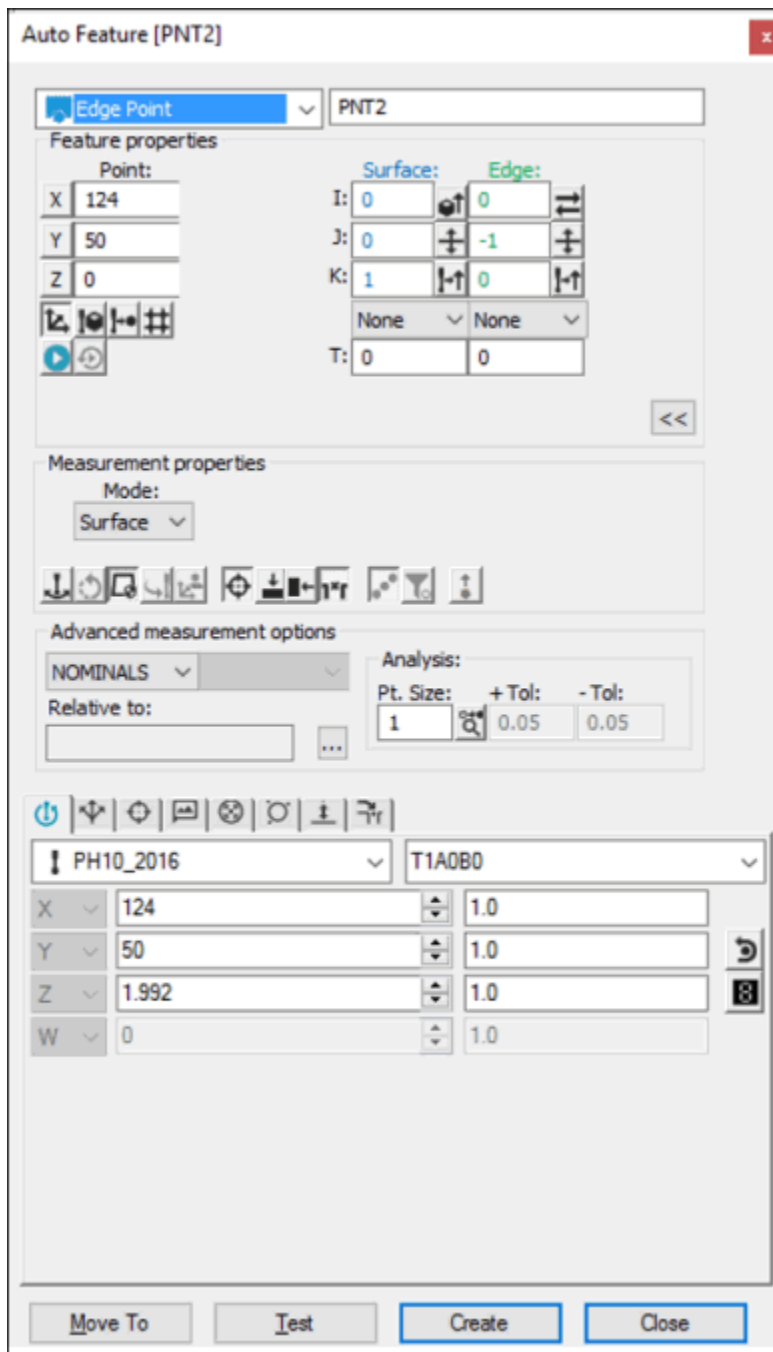 Auto Feature [PNT2]
x
Edge Point PNT2
Feature properties
Point: Surface: Edge:
X 124 I: 0 0
Y 50 J: 0 -1
Z 0 K: 1 0
None None
T: 0 0
<<
Measurement properties
Mode:
Surface
Advanced measurement options
NOMINALS
Analysis:
Relative to: Pt. Size: + Tol: - Tol:
1 0.05 0.05
...
PH10_2016 T1A0B0
X 124 1.0
Y 50 1.0
Z 1.992 1.0
8
W 0 1.0
Move To Test Create Close